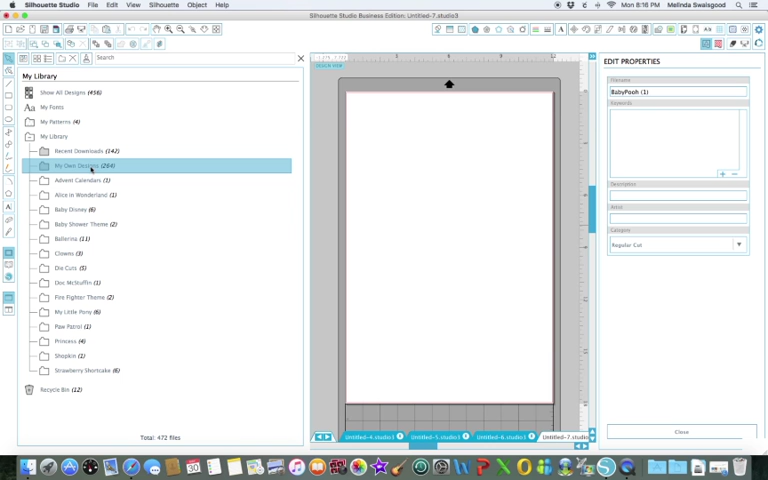 Silhouette Studio File Edit View Silhouette Object Help
Mon 8:16 PM Malinda Swalsgood
Silhouette Studio Business Edition: Untitled-7.studio3
Search
My Library
Show All Designs (456)
My Fonts
My Patterns (4)
My Library
Recent Downloads (142)
My Own Designs (264)
Advent Calendars (1)
Alice in Wonderland (1)
Baby Disney (6)
Baby Shower Theme (2)
Ballerina (11)
Clowns (3)
Die Cuts (5)
Doc Mcstuffin (1)
Fire Fighter Theme (2)
My Little Pony (6)
Paw Patrol (1)
Princess (4)
Shopkin (1)
Strawberry Shortcake (6)
Recycle Bin (12)
Total: 472 files
Untitled-4.studio3
Untitled-5.studio3
Untitled-6.studio3
Untitled-7.studio
EDIT PROPERTIES
Filename
BabyPooh (1)
Keywords
Description
Artist
Category
Regular Cut
Close